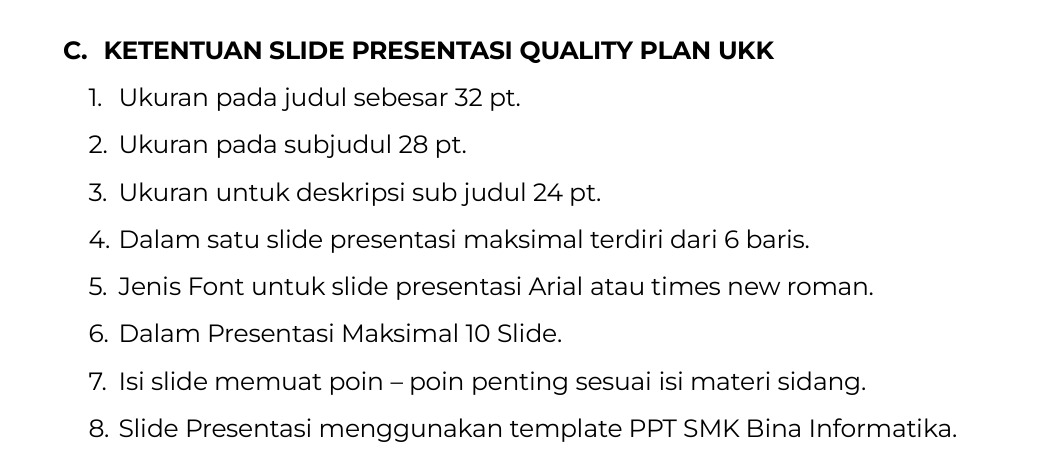 C. KETENTUAN SLIDE PRESENTASI QUALITY PLAN UKK
1. Ukuran pada judul sebesar 32 pt.
2. Ukuran pada subjudul 28 pt.
3. Ukuran untuk deskripsi sub judul 24 pt.
4. Dalam satu slide presentasi maksimal terdiri dari 6 baris.
5. Jenis Font untuk slide presentasi Arial atau times new roman.
6. Dalam Presentasi Maksimal 10 Slide.
7. Isi slide memuat poin – poin penting sesuai isi materi sidang.
8. Slide Presentasi menggunakan template PPT SMK Bina Informatika.